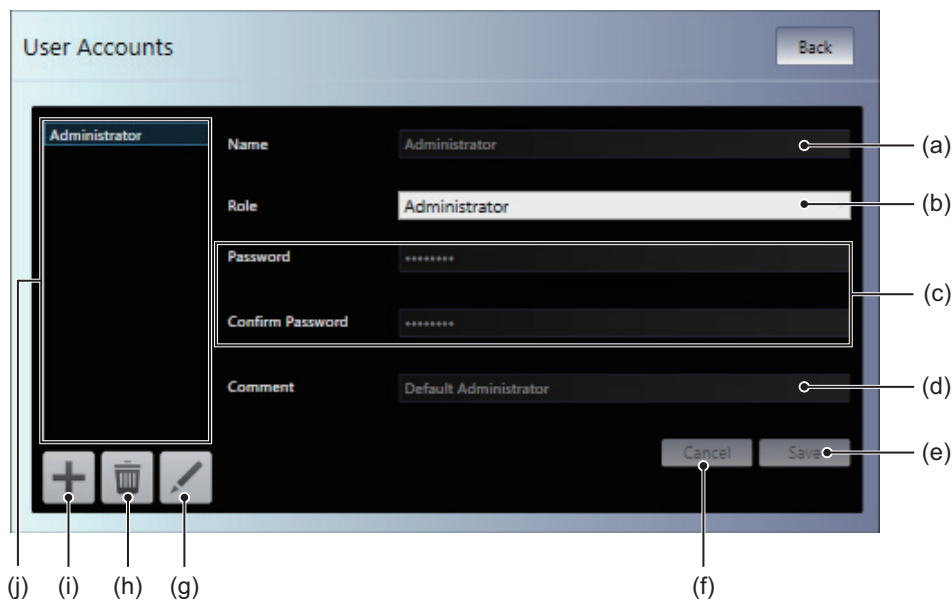 User Accounts
Back
Administrator
Name
Administrator
(a)
Role
Administrator
(b)
Password
••••••••
(c)
Confirm Password
••••••••
Comment
Default Administrator
(d)
Cancel
Save
(e)
(j)
(i)
(h)
(g)
(f)